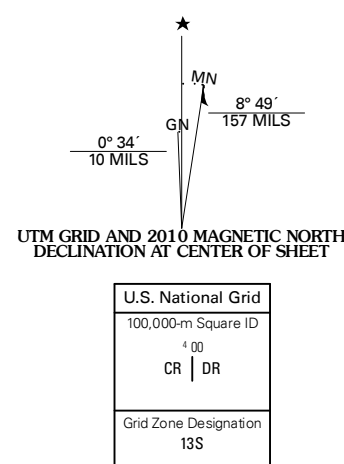 ★
MN
GN
8° 49´
157 MILS
0° 34´
10 MILS
UTM GRID AND 2010 MAGNETIC NORTH
DECLINATION AT CENTER OF SHEET
U.S. National Grid
100,000-m Square ID
4 00
CR | DR
Grid Zone Designation
13S